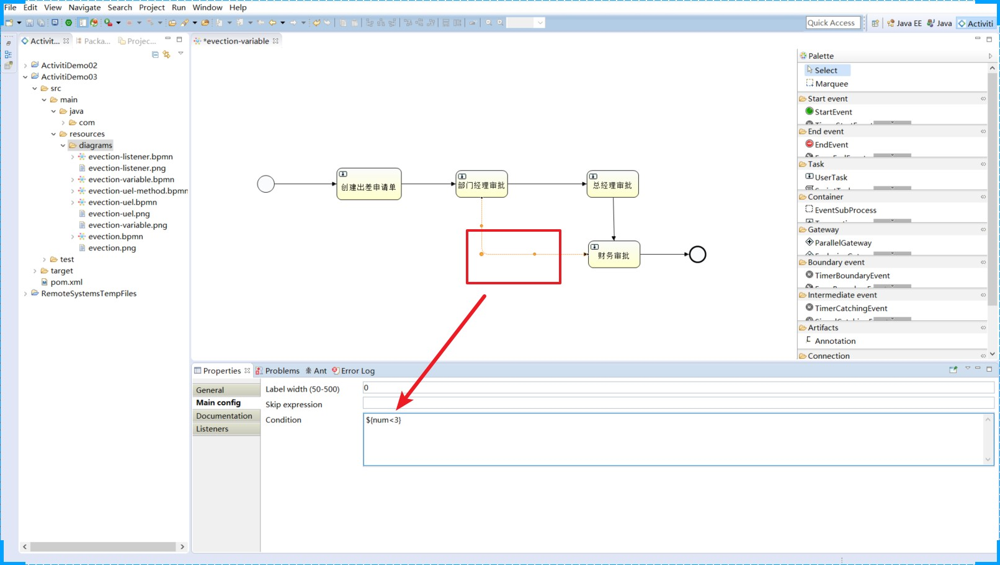 File Edit View Navigate Search Project Run Window Help
Quick Access Java EE Java Activiti
Activit... Packa... Projec...
*evection-variable
ActivitiDemo02
ActivitiDemo03
src
main
java
com
resources
diagrams
evection-listener.bpmn
evection-listener.png
evection-variable.bpmn
evection-uel-method.bpmn
evection-uel.bpmn
evection-uel.png
evection-variable.png
evection.bpmn
evection.png
test
target
pom.xml
RemoteSystemsTempFiles
创建出差申请单
部门经理审批
总经理审批
财务审批
Palette
Select
Marquee
Start event
StartEvent
End event
EndEvent
Task
UserTask
Container
EventSubProcess
Gateway
ParallelGateway
Boundary event
TimerBoundaryEvent
Intermediate event
TimerCatchingEvent
Artifacts
Annotation
Connection
Properties Problems Ant Error Log
General
Main config
Documentation
Listeners
Label width (50-500) 0
Skip expression
Condition ${num<3}